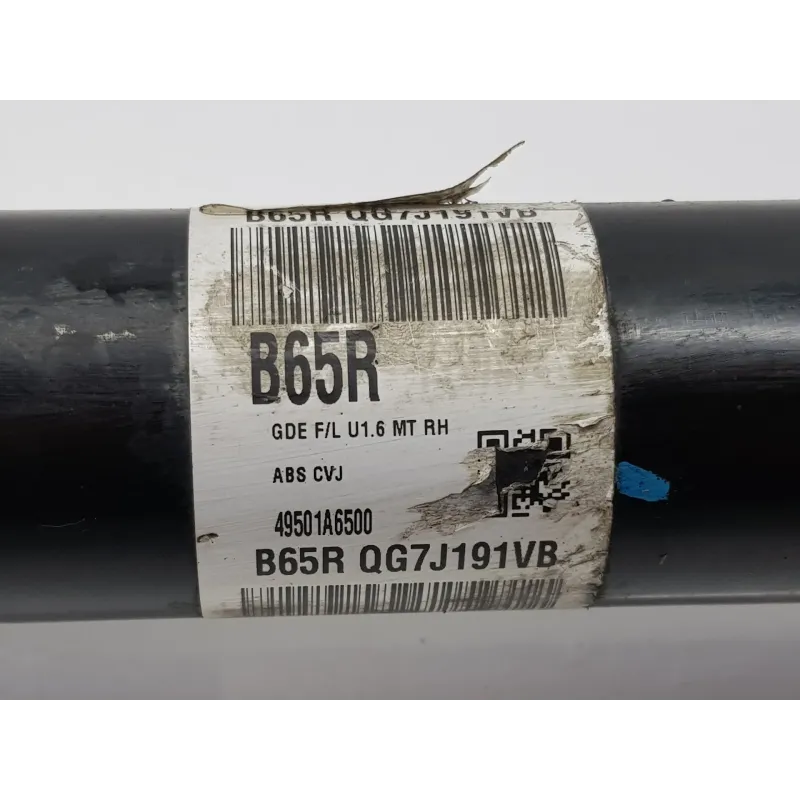 B65R QG7J191VB
B65R
GDE F/L U1.6 MT RH
ABS CVJ
49501A6500
B65R QG7J191VB